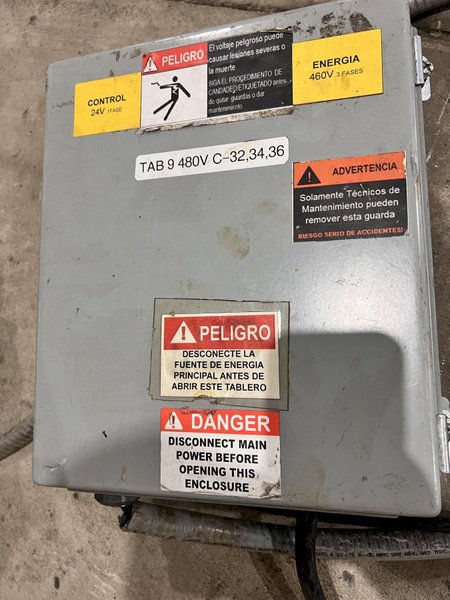 PELIGRO
El voltaje peligroso puede
causar lesiones severas o
la muerte
SIGA EL PROCEDIMIENTO DE
CANDADEO/ETIQUETADO antes
de quitar guardas o dar
mantenimiento
CONTROL
24V 1FASE
ENERGIA
460V 3 FASES
TAB 9 480V C-32,34,36
ADVERTENCIA
Solamente Técnicos de
Mantenimiento pueden
remover esta guarda
RIESGO SERIO DE ACCIDENTES!
PELIGRO
DESCONECTE LA
FUENTE DE ENERGIA
PRINCIPAL ANTES DE
ABRIR ESTE TABLERO
DANGER
DISCONNECT MAIN
POWER BEFORE
OPENING THIS
ENCLOSURE